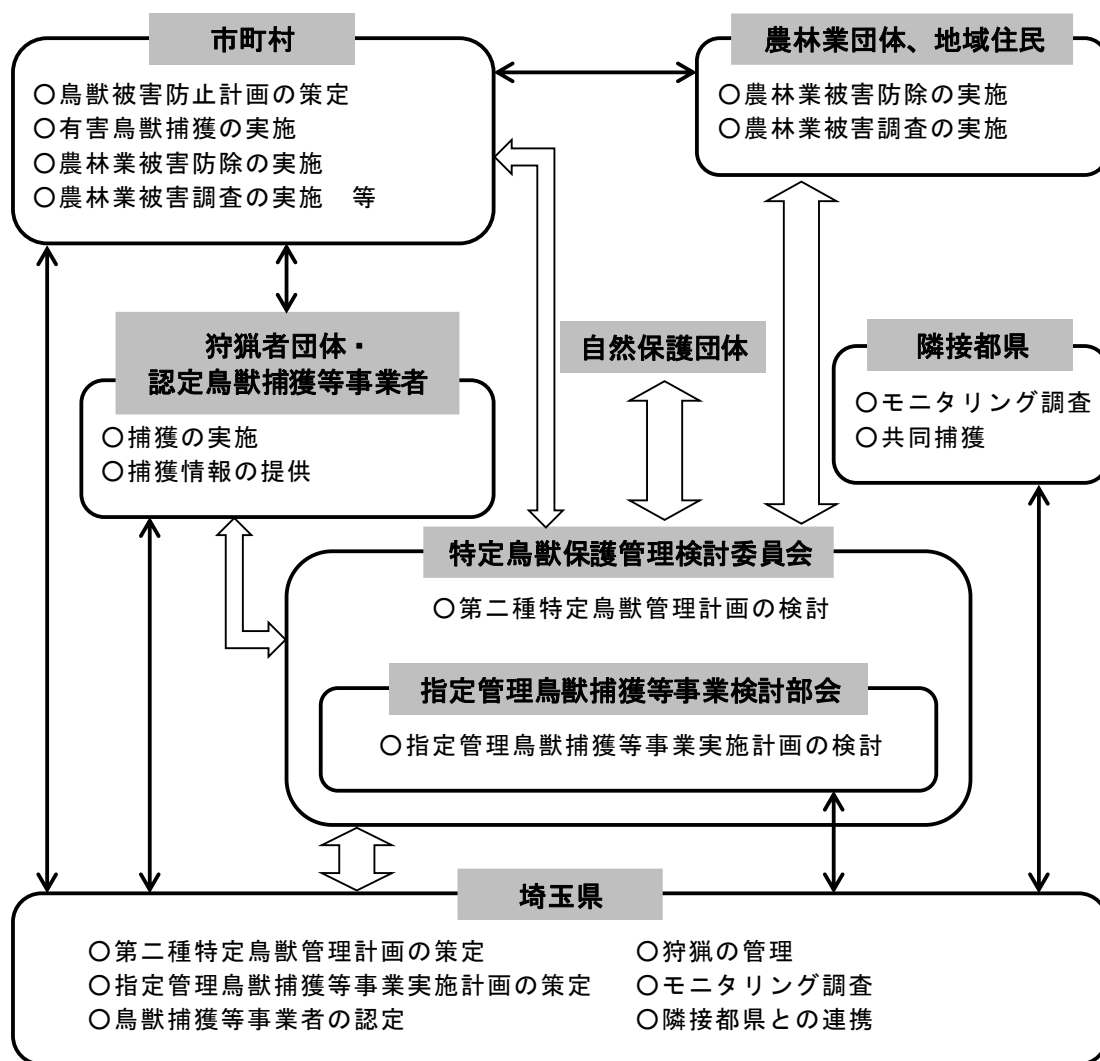 市町村
○鳥獣被害防止計画の策定
○有害鳥獣捕獲の実施
○農林業被害防除の実施
○農林業被害調査の実施　等
農林業団体、地域住民
○農林業被害防除の実施
○農林業被害調査の実施
狩猟者団体・
認定鳥獣捕獲等事業者
○捕獲の実施
○捕獲情報の提供
自然保護団体
隣接都県
○モニタリング調査
○共同捕獲
特定鳥獣保護管理検討委員会
○第二種特定鳥獣管理計画の検討
指定管理鳥獣捕獲等事業検討部会
○指定管理鳥獣捕獲等事業実施計画の検討
埼玉県
○第二種特定鳥獣管理計画の策定
○指定管理鳥獣捕獲等事業実施計画の策定
○鳥獣捕獲等事業者の認定
○狩猟の管理
○モニタリング調査
○隣接都県との連携